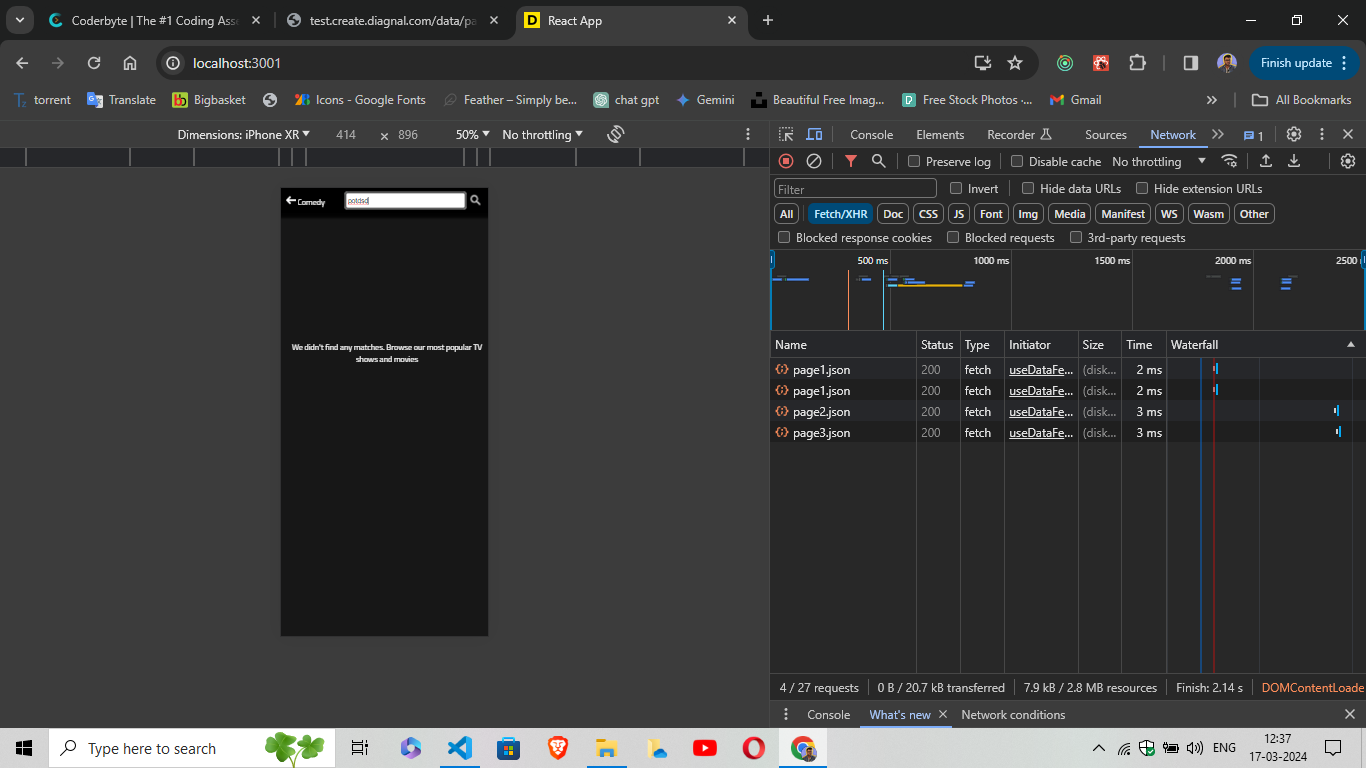 Coderbyte | The #1 Coding Asse
test.create.diagnal.com/data/pa
React App
localhost:3001
Finish update
torrent
Translate
Bigbasket
Icons - Google Fonts
Feather – Simply be...
chat gpt
Gemini
Beautiful Free Imag...
Free Stock Photos ·...
Gmail
»
All Bookmarks
Dimensions: iPhone XR
414 × 896
50%
No throttling
Console
Elements
Recorder
Sources
Network
»
1
Preserve log
Disable cache
No throttling
Filter
Invert
Hide data URLs
Hide extension URLs
All
Fetch/XHR
Doc
CSS
JS
Font
Img
Media
Manifest
WS
Wasm
Other
Blocked response cookies
Blocked requests
3rd-party requests
500 ms
1000 ms
1500 ms
2000 ms
2500
Name Status Type Initiator Size Time Waterfall
page1.json 200 fetch useDataFe... (disk... 2 ms
page1.json 200 fetch useDataFe... (disk... 2 ms
page2.json 200 fetch useDataFe... (disk... 3 ms
page3.json 200 fetch useDataFe... (disk... 3 ms
4 / 27 requests
0 B / 20.7 kB transferred
7.9 kB / 2.8 MB resources
Finish: 2.14 s
DOMContentLoade
Console
What's new
Network conditions
Comedy
potdsd
We didn't find any matches. Browse our most popular TV
shows and movies
Type here to search
ENG
12:37
17-03-2024